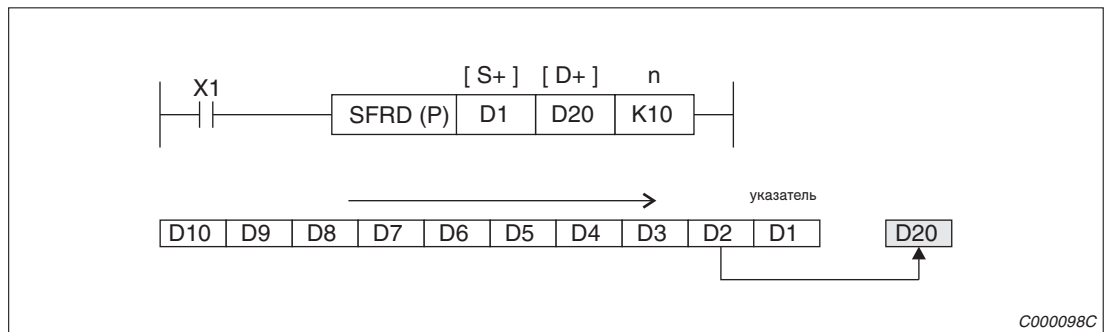 [ S+ ] [ D+ ] n
X1
SFRD (P) D1 D20 K10
указатель
D10 D9 D8 D7 D6 D5 D4 D3 D2 D1 D20
C000098C